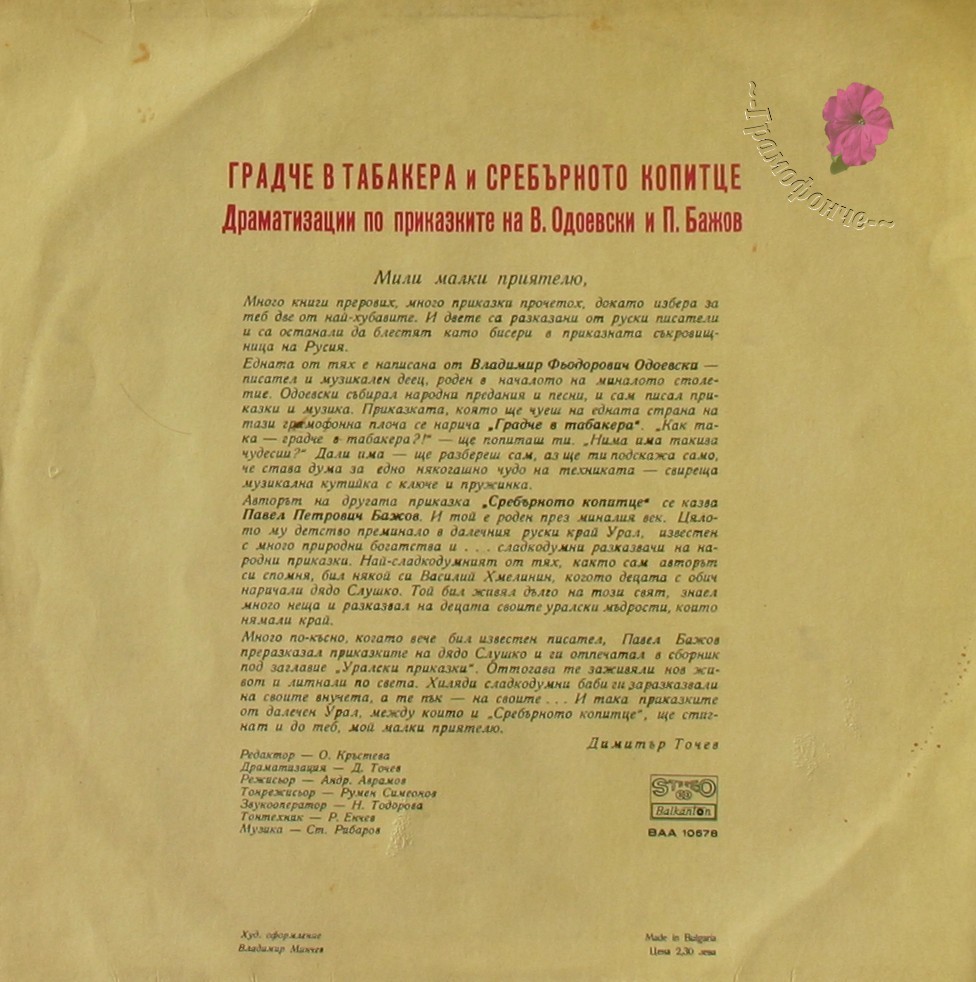 ~~Грамофонче~~
ГРАДЧЕ В ТАБАКЕРА и СРЕБЪРНОТО КОПИТЦЕ
Драматизации по приказките на В. Одоевски и П. Бажов
Мили малки приятелю,
Много книги прерових, много приказки прочетох, докато избера за
теб две от най-хубавите. И двете са разказани от руски писатели
и са останали да блестят като бисери в приказната съкровищ-
ница на Русия.
Едната от тях е написана от Владимир Фьодорович Одоевски —
писател и музикален деец, роден в началото на миналото столе-
тие. Одоевски събирал народни предания и песни, и сам писал при-
казки и музика. Приказката, която ще чуеш на едната страна на
тази грамофонна плоча се нарича „Градче в табакера“. „Как та-
ка — градче в табакера?!“ — ще попиташ ти. „Нима има такива
чудесии?“ Дали има — ще разбереш сам, аз ще ти подскажа само,
че става дума за едно някогашно чудо на техниката — свиреща
музикална кутийка с ключе и пружинка.
Авторът на другата приказка „Сребърното копитце“ се казва
Павел Петрович Бажов. И той е роден през миналия век. Цяло-
то му детство преминало в далечния руски край Урал, известен
с много природни богатства и . . . сладкодумни разказвачи на на-
родни приказки. Най-сладкодумният от тях, както сам авторът
си спомня, бил някой си Василий Хмелинин, когото децата с обич
наричали дядо Слушко. Той бил живял дълго на този свят, знаел
много неща и разказвал на децата своите уралски мъдрости, които
нямали край.
Много по-късно, когато вече бил известен писател, Павел Бажов
преразказал приказките на дядо Слушко и ги отпечатал в сборник
под заглавие „Уралски приказки“. Оттогава те заживяли нов жи-
вот и литнали по света. Хиляди сладкодумни баби ги заразказвали
на своите внучета, а те пък — на своите . . . И така приказките
от далечен Урал, между които и „Сребърното копитце“, ще стиг-
нат и до теб, мой малки приятелю.
Димитър Точев
Редактор — О. Кръстева
Драматизация — Д. Точев
Режисьор — Андр. Аврамов
Тонрежисьор — Румен Симеонов
Звукооператор — Н. Тодорова
Тонтехник — Р. Енчев
Музика — Ст. Рибаров
STEREO
33
Balkanton
ВАА 10678
Худ. оформление
Владимир Минчев
Made in Bulgaria
Цена 2,30 лева